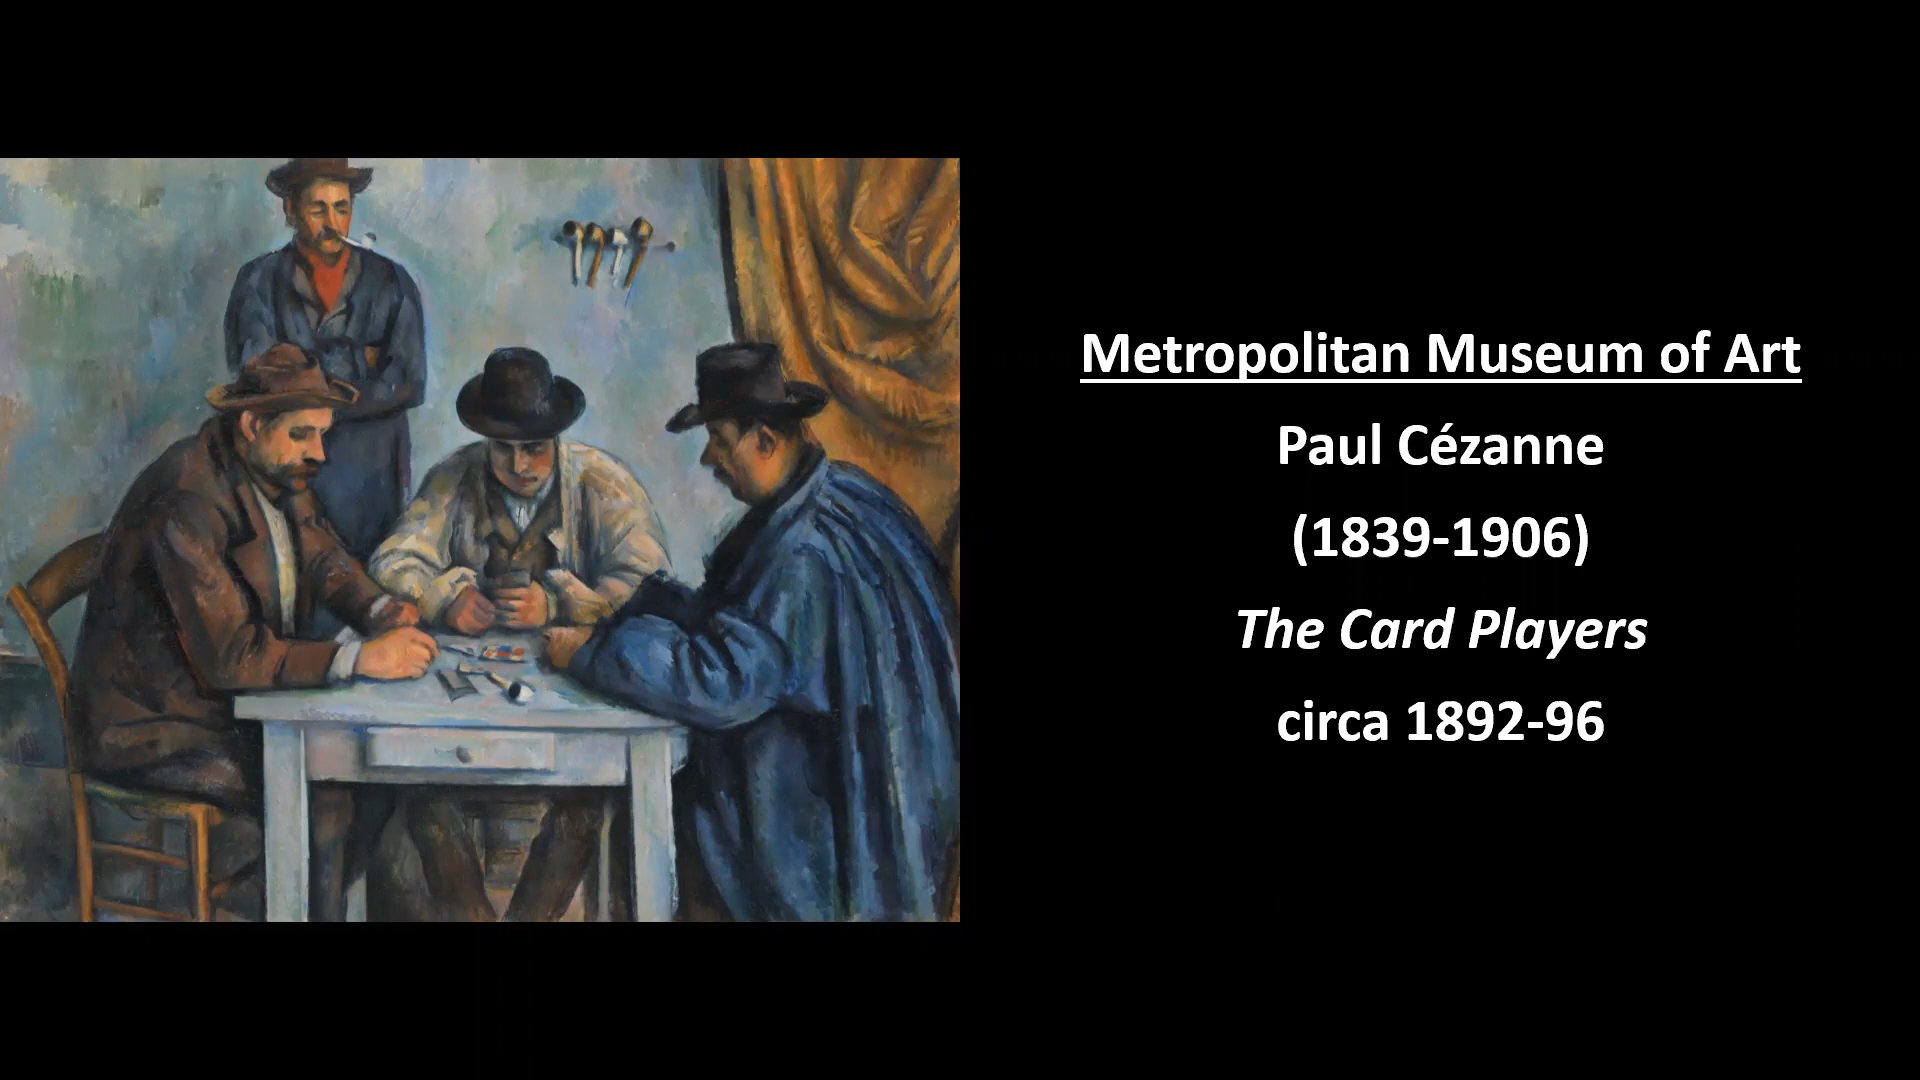 Metropolitan Museum of Art
Paul Cézanne
(1839-1906)
The Card Players
circa 1892-96